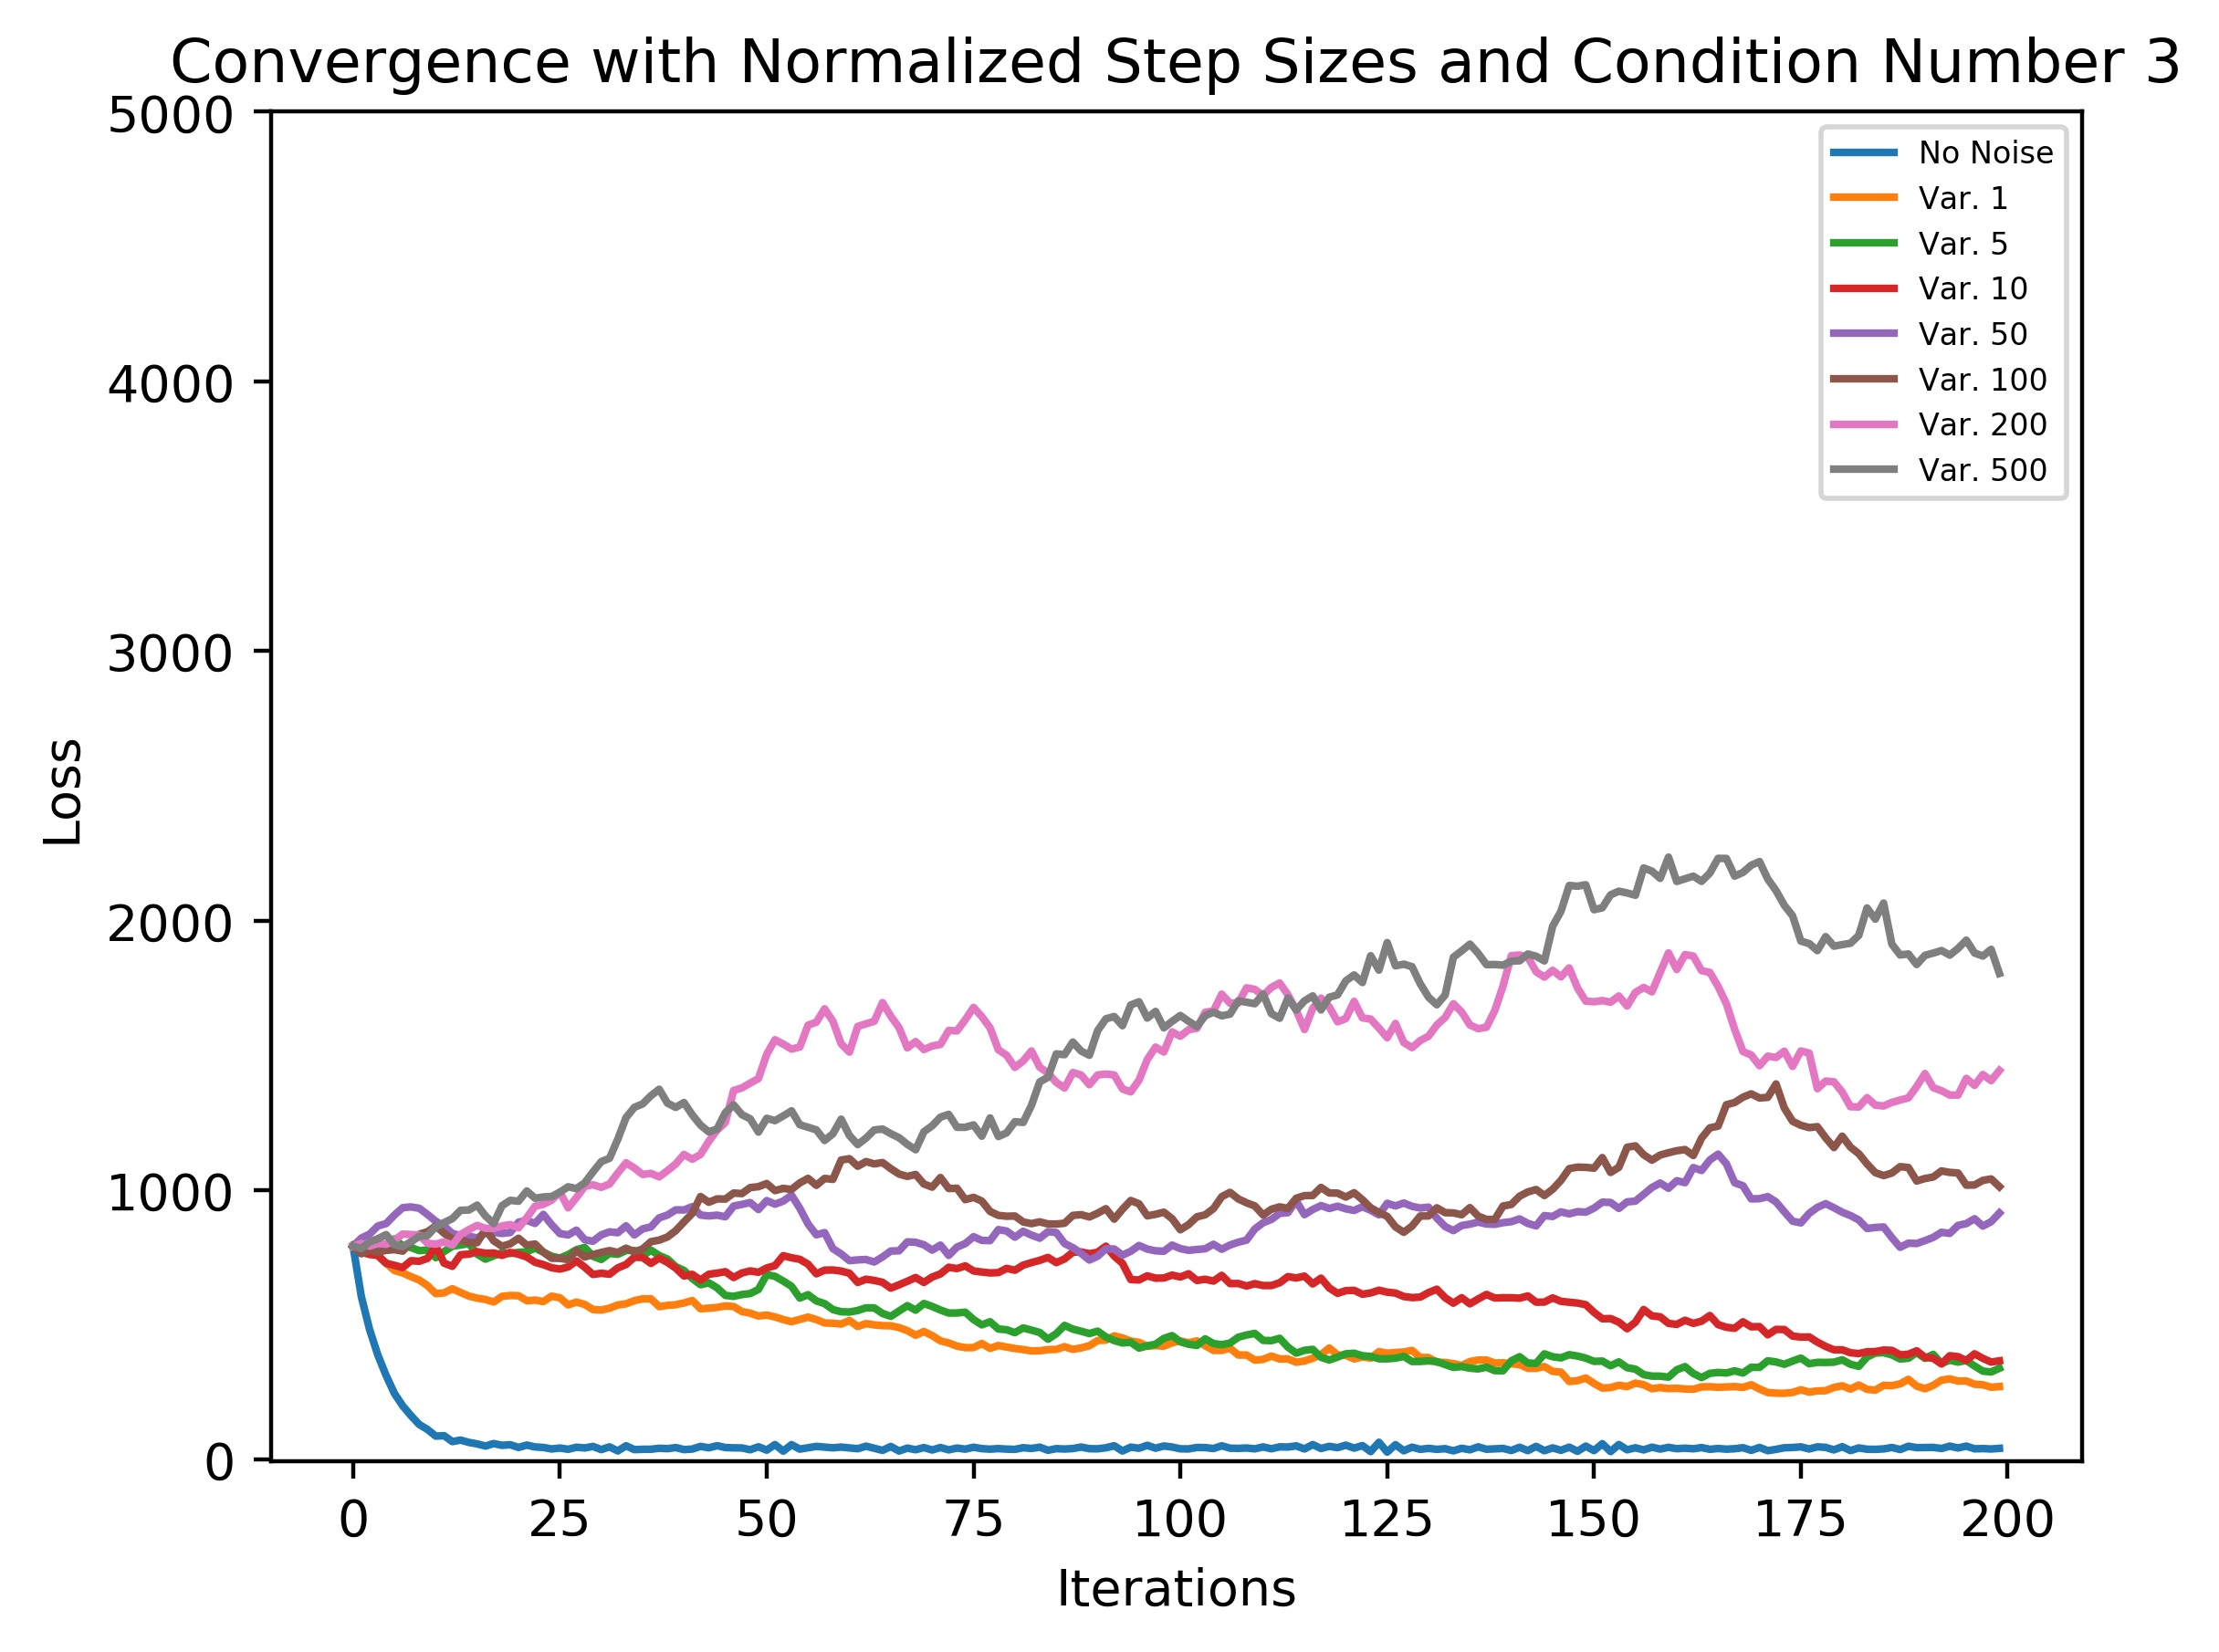 Convergence with Normalized Step Sizes and Condition Number 3
5000
4000
3000
2000
1000
0
Loss
No Noise
Var. 1
Var. 5
Var. 10
Var. 50
Var. 100
Var. 200
Var. 500
0 25 50 75 100 125 150 175 200
Iterations